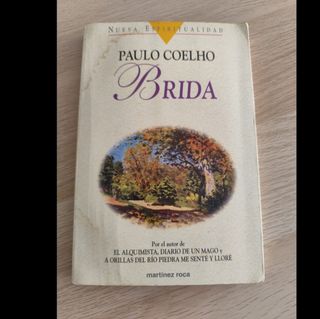 NUEVA ESPIRITUALIDAD
PAULO COELHO
BRIDA
Por el autor de
EL ALQUIMISTA, DIARIO DE UN MAGO y
A ORILLAS DEL RÍO PIEDRA ME SENTÉ Y LLORÉ
martínez roca